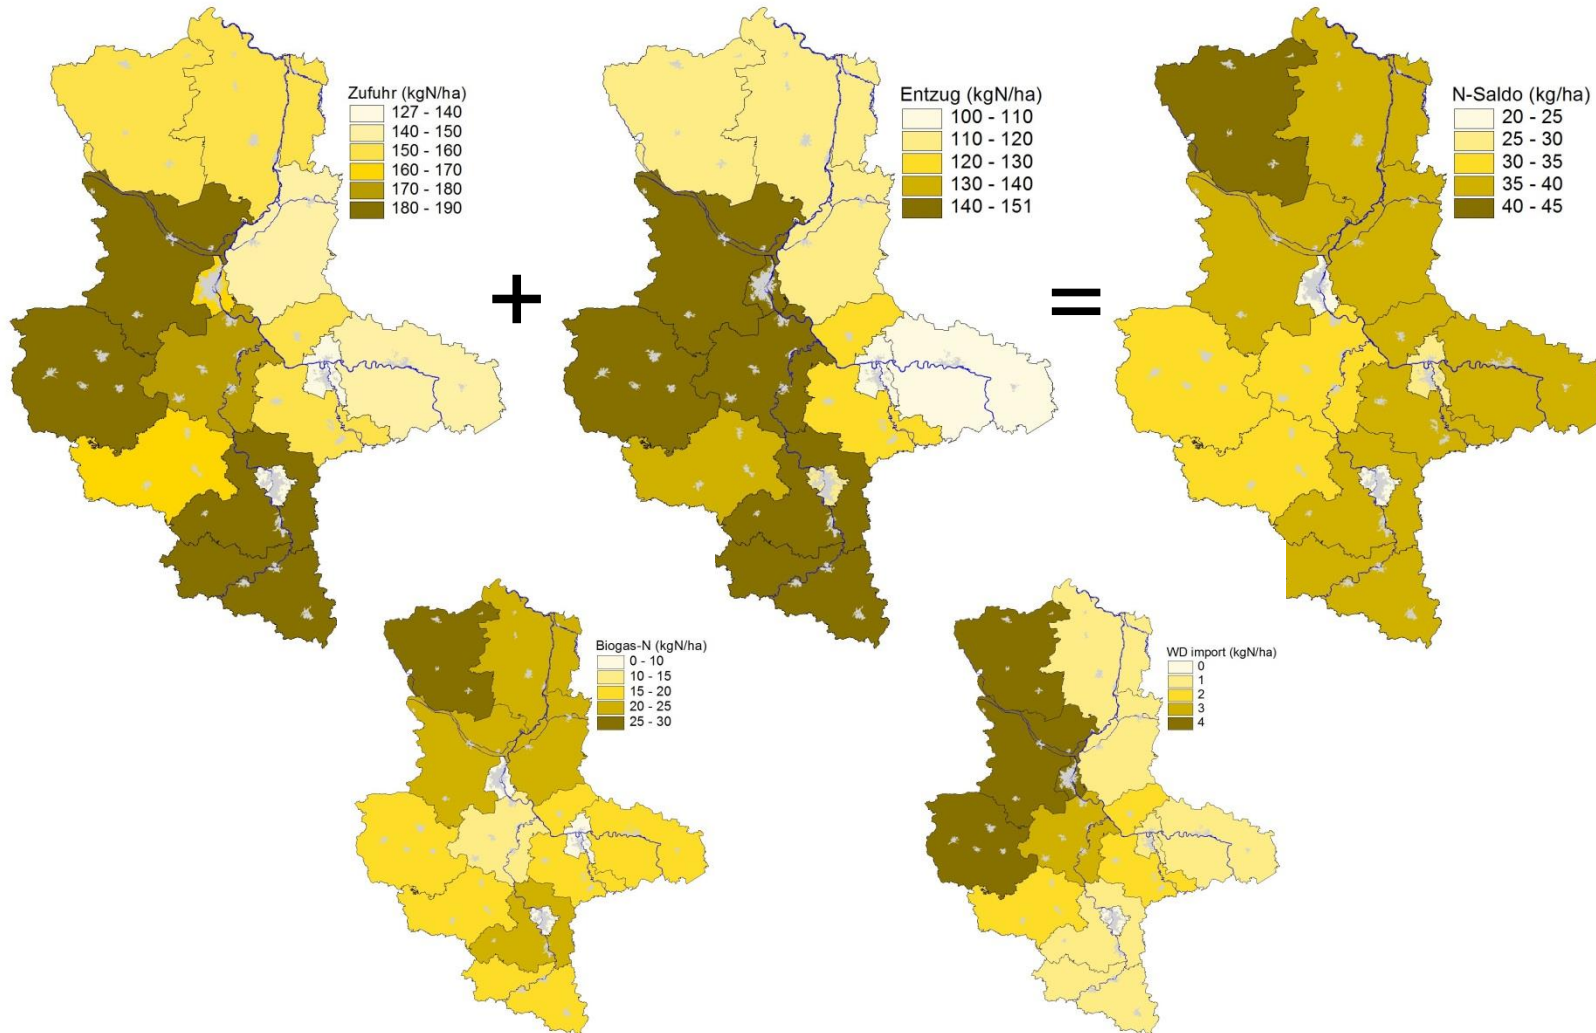 Zufuhr (kgN/ha)
127 - 140
140 - 150
150 - 160
160 - 170
170 - 180
180 - 190
+
Entzug (kgN/ha)
100 - 110
110 - 120
120 - 130
130 - 140
140 - 151
=
N-Saldo (kg/ha)
20 - 25
25 - 30
30 - 35
35 - 40
40 - 45
Biogas-N (kgN/ha)
0 - 10
10 - 15
15 - 20
20 - 25
25 - 30
WD import (kgN/ha)
0
1
2
3
4